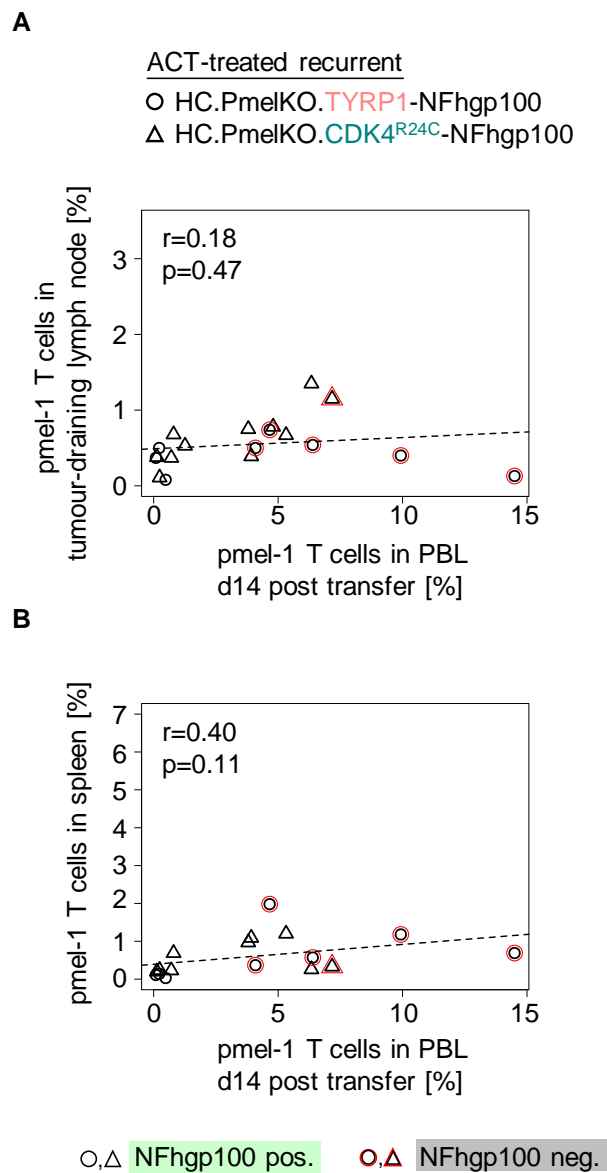 A
ACT-treated recurrent
HC.PmelKO.TYRP1-NFhgp100
HC.PmelKO.CDK4R24C-NFhgp100
pmel-1 T cells in
tumour-draining lymph node [%]
r=0.18
p=0.47
3
2
1
0
0 5 10 15
pmel-1 T cells in PBL
d14 post transfer [%]
B
pmel-1 T cells in spleen [%]
r=0.40
p=0.11
7
6
5
4
3
2
1
0
0 5 10 15
pmel-1 T cells in PBL
d14 post transfer [%]
, NFhgp100 pos. , NFhgp100 neg.